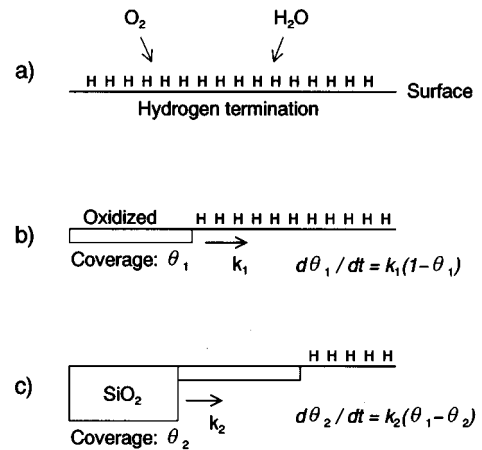 O₂ H₂O
a) H H H H H H H H H H H H H H H H Surface
Hydrogen termination
Oxidized H H H H H H H H H H H
b)
Coverage: θ₁ k₁ dθ₁/dt = k₁(1−θ₁)
H H H H H
c) SiO₂
k₂ dθ₂/dt = k₂(θ₁−θ₂)
Coverage: θ₂